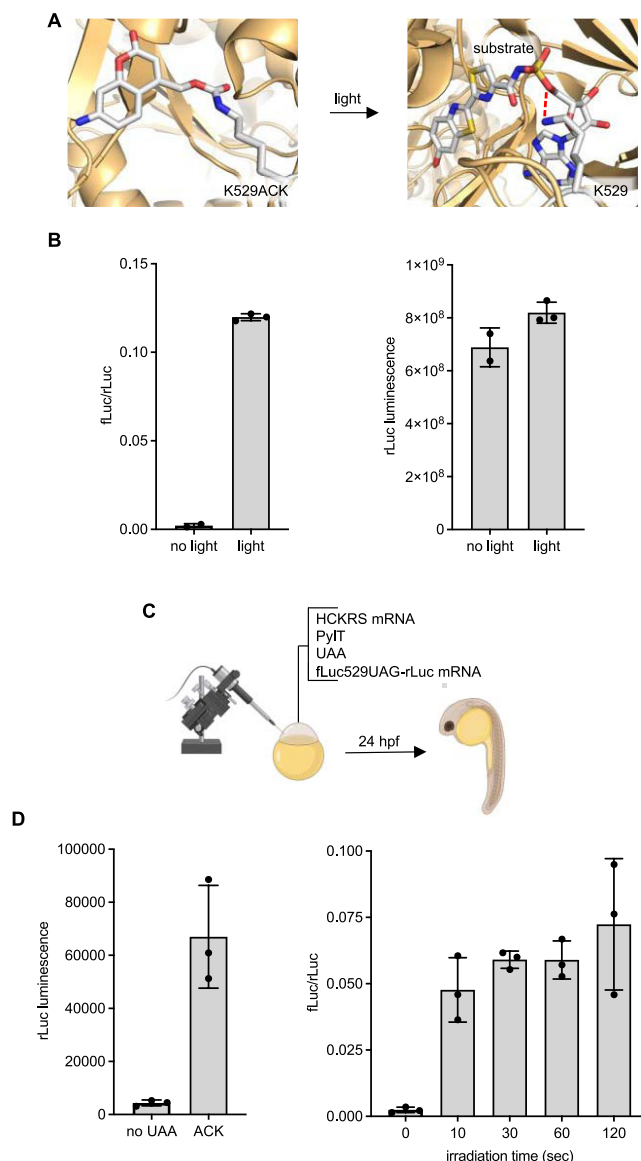 A
K529ACK
light
substrate
K529
B
fLuc/rLuc
0.15
0.10
0.05
0.00
no light
light
rLuc luminescence
1×10⁹
8×10⁸
6×10⁸
4×10⁸
2×10⁸
0
no light
light
C
HCKRS mRNA
PylT
UAA
fLuc529UAG-rLuc mRNA
24 hpf
D
rLuc luminescence
100000
80000
60000
40000
20000
0
no UAA
ACK
fLuc/rLuc
0.100
0.075
0.050
0.025
0.000
0
10
30
60
120
irradiation time (sec)